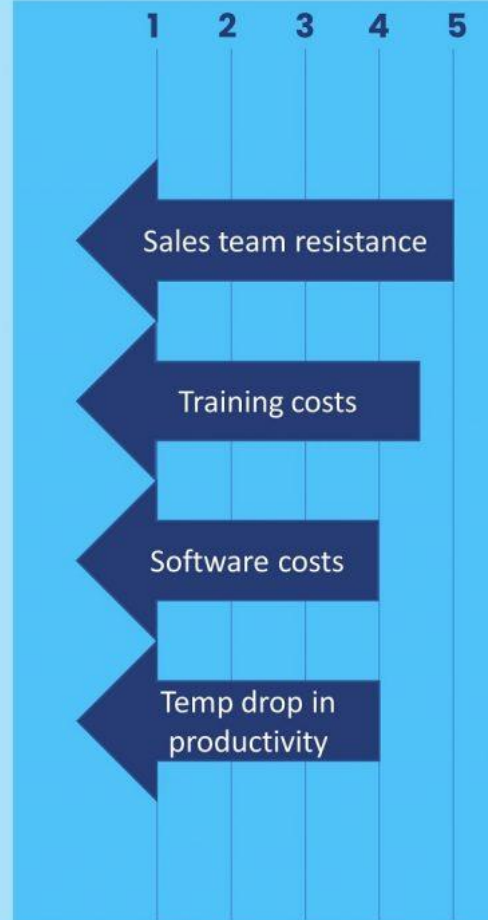 1 2 3 4 5
Sales team resistance
Training costs
Software costs
Temp drop in
productivity